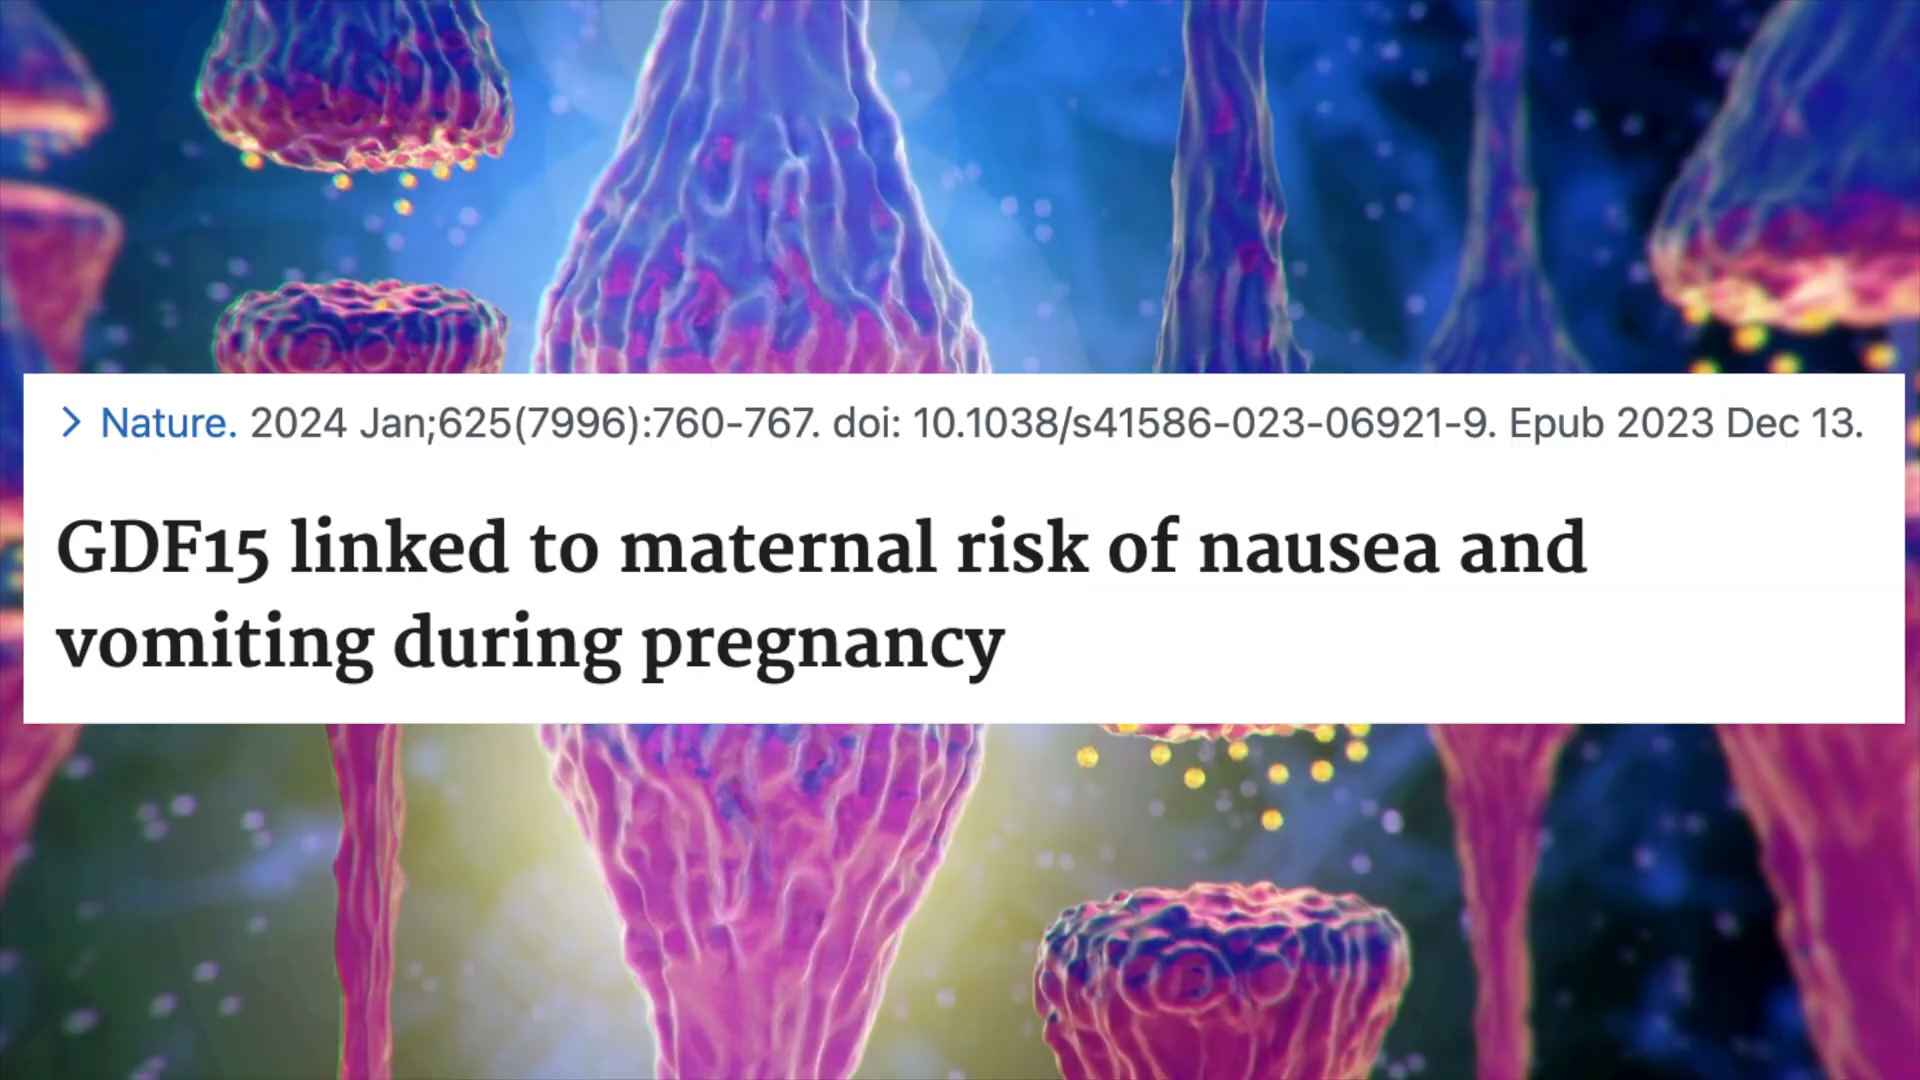 > Nature. 2024 Jan;625(7996):760-767. doi: 10.1038/s41586-023-06921-9. Epub 2023 Dec 13.
GDF15 linked to maternal risk of nausea and
vomiting during pregnancy